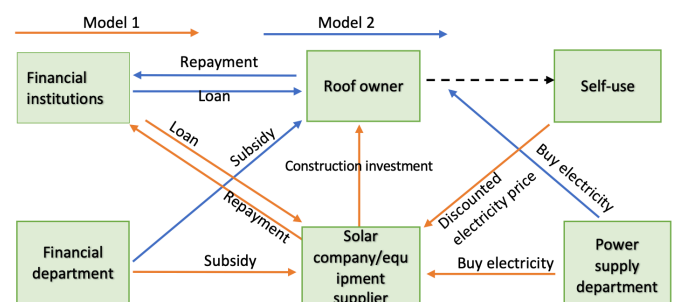 Model 1
Model 2
Financial
institutions
Repayment
Loan
Roof owner
Self-use
Loan
Subsidy
Construction investment
Buy electricity
Repayment
Discounted
electricity price
Financial
department
Subsidy
Solar
company/equ
ipment
supplier
Buy electricity
Power
supply
department